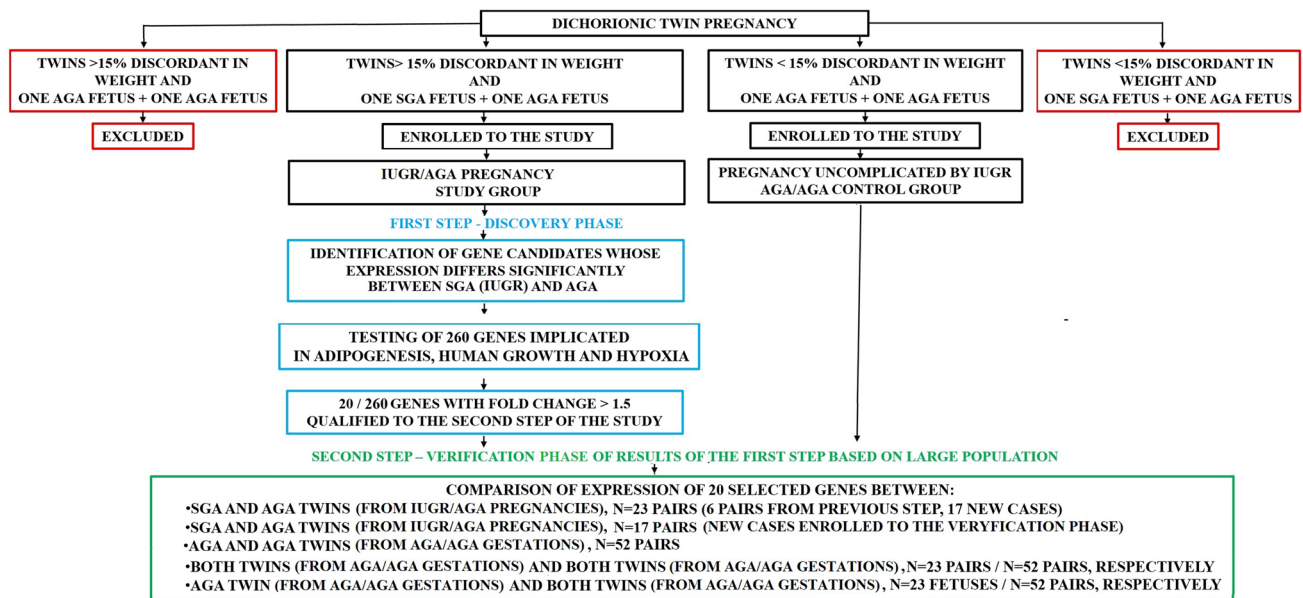 DICHORIONIC TWIN PREGNANCY
TWINS >15% DISCORDANT IN
WEIGHT AND
ONE AGA FETUS + ONE AGA FETUS
EXCLUDED
TWINS> 15% DISCORDANT IN WEIGHT
AND
ONE SGA FETUS + ONE AGA FETUS
ENROLLED TO THE STUDY
IUGR/AGA PREGNANCY
STUDY GROUP
TWINS < 15% DISCORDANT IN WEIGHT
AND
ONE AGA FETUS + ONE AGA FETUS
ENROLLED TO THE STUDY
PREGNANCY UNCOMPLICATED BY IUGR
AGA/AGA CONTROL GROUP
TWINS <15% DISCORDANT IN
WEIGHT AND
ONE SGA FETUS + ONE AGA FETUS
EXCLUDED
FIRST STEP - DISCOVERY PHASE
IDENTIFICATION OF GENE CANDIDATES WHOSE
EXPRESSION DIFFERS SIGNIFICANTLY
BETWEEN SGA (IUGR) AND AGA
TESTING OF 260 GENES IMPLICATED
IN ADIPOGENESIS, HUMAN GROWTH AND HYPOXIA
20 / 260 GENES WITH FOLD CHANGE > 1.5
QUALIFIED TO THE SECOND STEP OF THE STUDY
SECOND STEP – VERIFICATION PHASE OF RESULTS OF THE FIRST STEP BASED ON LARGE POPULATION
COMPARISON OF EXPRESSION OF 20 SELECTED GENES BETWEEN:
•SGA AND AGA TWINS (FROM IUGR/AGA PREGNANCIES), N=23 PAIRS (6 PAIRS FROM PREVIOUS STEP, 17 NEW CASES)
•SGA AND AGA TWINS (FROM IUGR/AGA PREGNANCIES), N=17 PAIRS (NEW CASES ENROLLED TO THE VERYFICATION PHASE)
•AGA AND AGA TWINS (FROM AGA/AGA GESTATIONS), N=52 PAIRS
•BOTH TWINS (FROM AGA/AGA GESTATIONS) AND BOTH TWINS (FROM AGA/AGA GESTATIONS), N=23 PAIRS / N=52 PAIRS, RESPECTIVELY
•AGA TWIN (FROM AGA/AGA GESTATIONS) AND BOTH TWINS (FROM AGA/AGA GESTATIONS), N=23 FETUSES / N=52 PAIRS, RESPECTIVELY